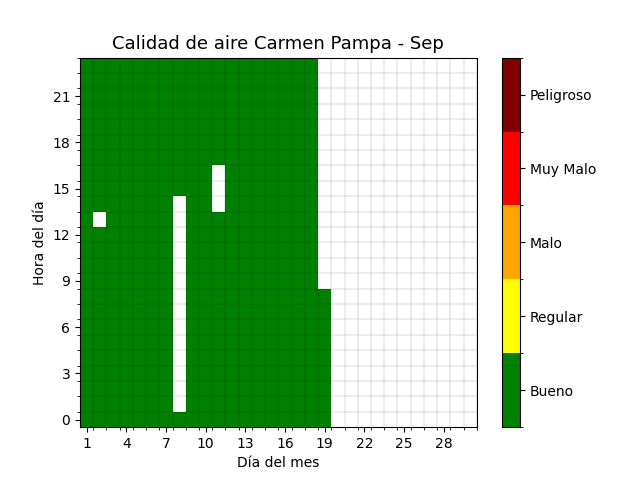 Calidad de aire Carmen Pampa - Sep
Hora del día
21
18
15
12
9
6
3
0
1 4 7 10 13 16 19 22 25 28
Día del mes
Peligroso
Muy Malo
Malo
Regular
Bueno